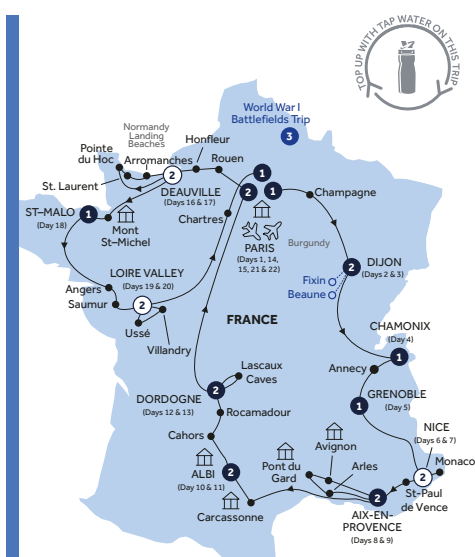 TOP UP WITH TAP WATER ON THIS TRIP
World War I
Battlefields Trip
3
Normandy
Landing
Beaches
Honfleur
Pointe
du Hoc
Arromanches
Rouen
St. Laurent
2
DEAUVILLE
(Days 16 & 17)
1
2
1
Champagne
ST–MALO
(Day 18)
1
Mont
St–Michel
Chartres
PARIS
(Days 1, 14,
15, 21 & 22)
Burgundy
2
DIJON
(Days 2 & 3)
LOIRE VALLEY
(Days 19 & 20)
Fixin
Beaune
Angers
Saumur
2
Ussé
Villandry
FRANCE
CHAMONIX
(Day 4)
1
Annecy
Lascaux
Caves
2
DORDOGNE
(Days 12 & 13)
1
GRENOBLE
(Day 5)
Rocamadour
NICE
(Days 6 & 7)
Cahors
Avignon
Monaco
ALBI
(Day 10 & 11)
2
Pont du
Gard
Arles
2
St-Paul
de Vence
Carcassonne
2
AIX-EN-
PROVENCE
(Days 8 & 9)